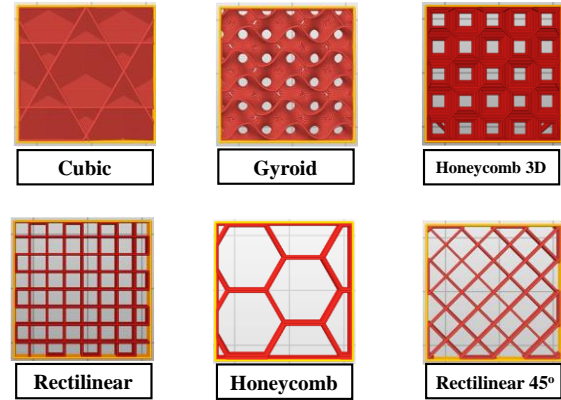 Cubic
Gyroid
Honeycomb 3D
Rectilinear
Honeycomb
Rectilinear 45º